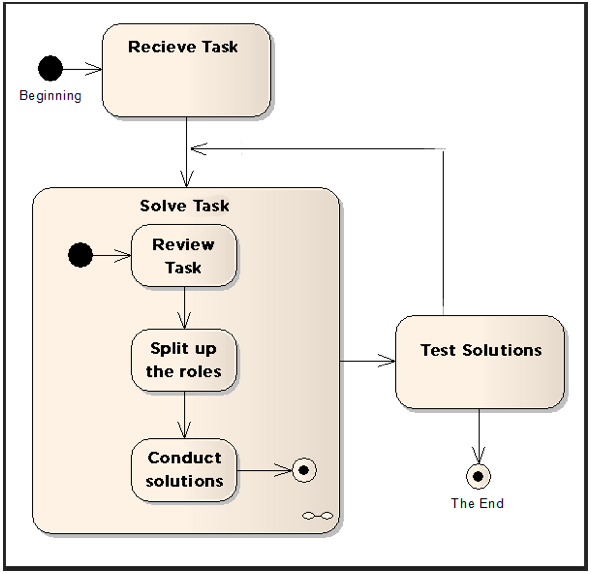 Recieve Task
Beginning
Solve Task
Review
Task
Split up
the roles
Conduct
solutions
Test Solutions
The End